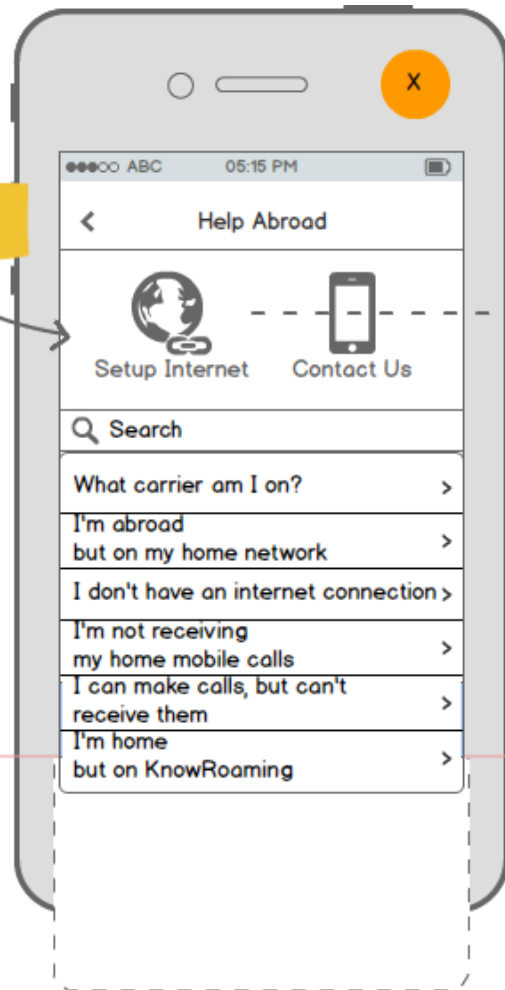 X
ABC 05:15 PM
< Help Abroad
Setup Internet Contact Us
Search
What carrier am I on? >
I'm abroad
but on my home network >
I don't have an internet connection >
I'm not receiving
my home mobile calls >
I can make calls, but can't
receive them >
I'm home
but on KnowRoaming >